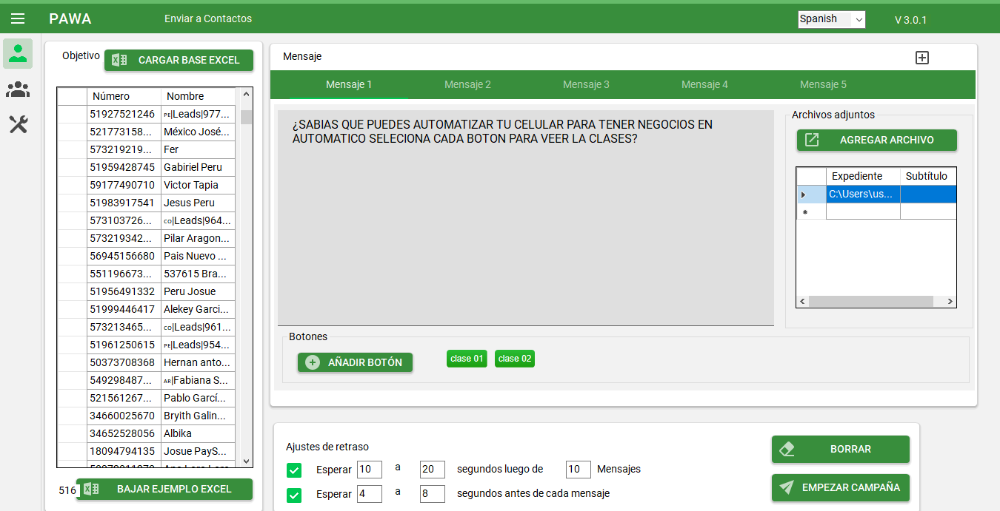 PAWA
Enviar a Contactos
Spanish
V 3.0.1
Objetivo
CARGAR BASE EXCEL
Número Nombre
51927521246 PE|Leads|977...
521773158... México José...
573219219... Fer
51959428745 Gabriel Peru
59177490710 Victor Tapia
51983917541 Jesus Peru
573103726... CO|Leads|964...
573219342... Pilar Aragon...
56945156680 Pais Nuevo ...
551196673... 537615 Bra...
51956491332 Peru Josue
51999446417 Alekey Garci...
573213465... CO|Leads|961...
51961250615 PE|Leads|954...
50373708368 Hernan anto...
549298487... AR|Fabiana S...
521561267... Pablo Garcí...
34660025670 Bryith Galin...
34652528056 Albika
18094794135 Josue PayS...
516
BAJAR EJEMPLO EXCEL
Mensaje
Mensaje 1 Mensaje 2 Mensaje 3 Mensaje 4 Mensaje 5
¿SABIAS QUE PUEDES AUTOMATIZAR TU CELULAR PARA TENER NEGOCIOS EN
AUTOMATICO SELECIONA CADA BOTON PARA VEER LA CLASES?
Archivos adjuntos
AGREGAR ARCHIVO
Expediente Subtítulo
C:\Users\us...
Botones
AÑADIR BOTÓN
clase 01 clase 02
Ajustes de retraso
Esperar 10 a 20 segundos luego de 10 Mensajes
Esperar 4 a 8 segundos antes de cada mensaje
BORRAR
EMPEZAR CAMPAÑA